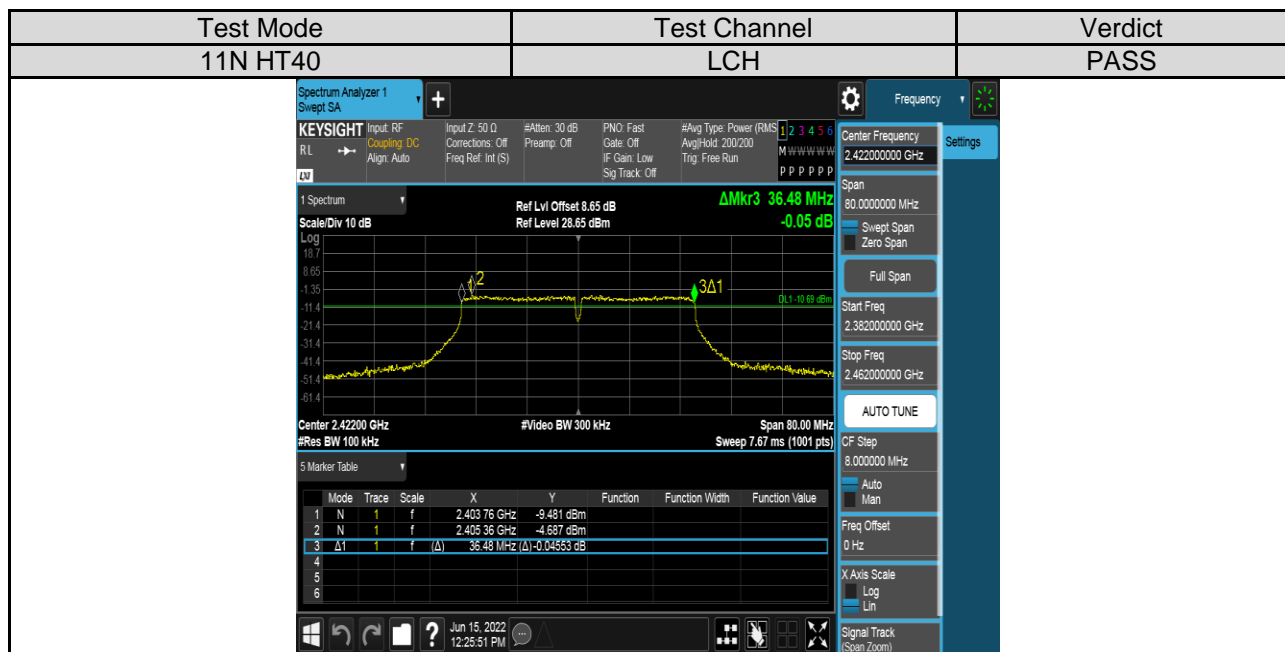 Test Mode Test Channel Verdict
11N HT40 LCH PASS
Spectrum Analyzer 1
Swept SA
+
Frequency
KEYSIGHT
RL
LXI
Input: RF
Coupling: DC
Align: Auto
Input Z: 50 Ω
Corrections: Off
Freq Ref: Int (S)
#Atten: 30 dB
Preamp: Off
PNO: Fast
Gate: Off
IF Gain: Low
Sig Track: Off
#Avg Type: Power (RMS
Avg|Hold: 200/200
Trig: Free Run
1 2 3 4 5 6
M W W W W W
P P P P P P
1 Spectrum
Scale/Div 10 dB
Ref Lvl Offset 8.65 dB
Ref Level 28.65 dBm
ΔMkr3 36.48 MHz
-0.05 dB
Log
18.7
8.65
-1.35
-11.4
-21.4
-31.4
-41.4
-51.4
-61.4
2
3Δ1
DL1 -10.69 dBm
Center 2.42200 GHz #Video BW 300 kHz Span 80.00 MHz
#Res BW 100 kHz Sweep 7.67 ms (1001 pts)
5 Marker Table
Mode Trace Scale X Y Function Function Width Function Value
1 N 1 f 2.403 76 GHz -9.481 dBm
2 N 1 f 2.405 36 GHz -4.687 dBm
3 Δ1 1 f (Δ) 36.48 MHz (Δ) -0.04553 dB
4
5
6
?
Jun 15, 2022
12:25:51 PM
Settings
Center Frequency
2.422000000 GHz
Span
80.0000000 MHz
Swept Span
Zero Span
Full Span
Start Freq
2.382000000 GHz
Stop Freq
2.462000000 GHz
AUTO TUNE
CF Step
8.000000 MHz
Auto
Man
Freq Offset
0 Hz
X Axis Scale
Log
Lin
Signal Track
(Span Zoom)